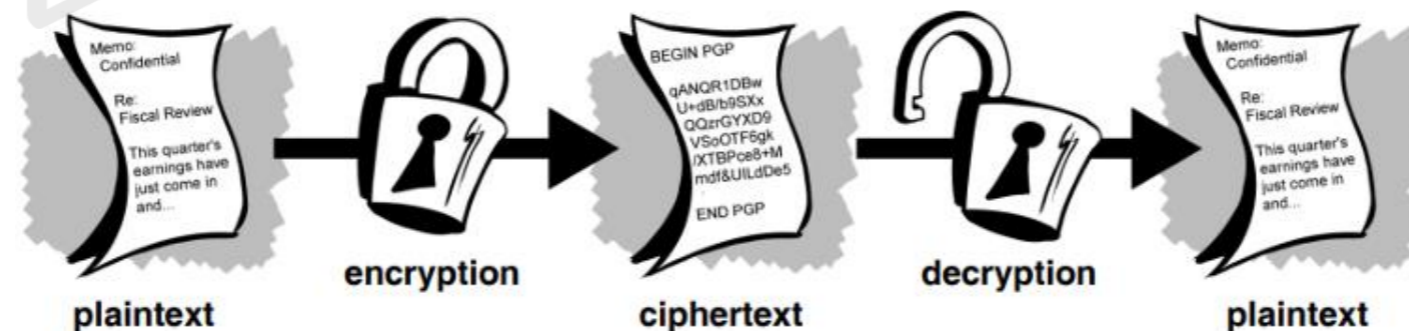 Memo:
Confidential
Re:
Fiscal Review
This quarter's
earnings have
just come in
and...
plaintext
encryption
BEGIN PGP
qANQR1DBw
U+dB/b9SXx
QQzrGYXD9
VSoOTF6gk
/XTBPce8+M
mdf&UILdDe5
.
END PGP
ciphertext
decryption
Memo:
Confidential
Re:
Fiscal Review
This quarter's
earnings have
just come in
and...
plaintext